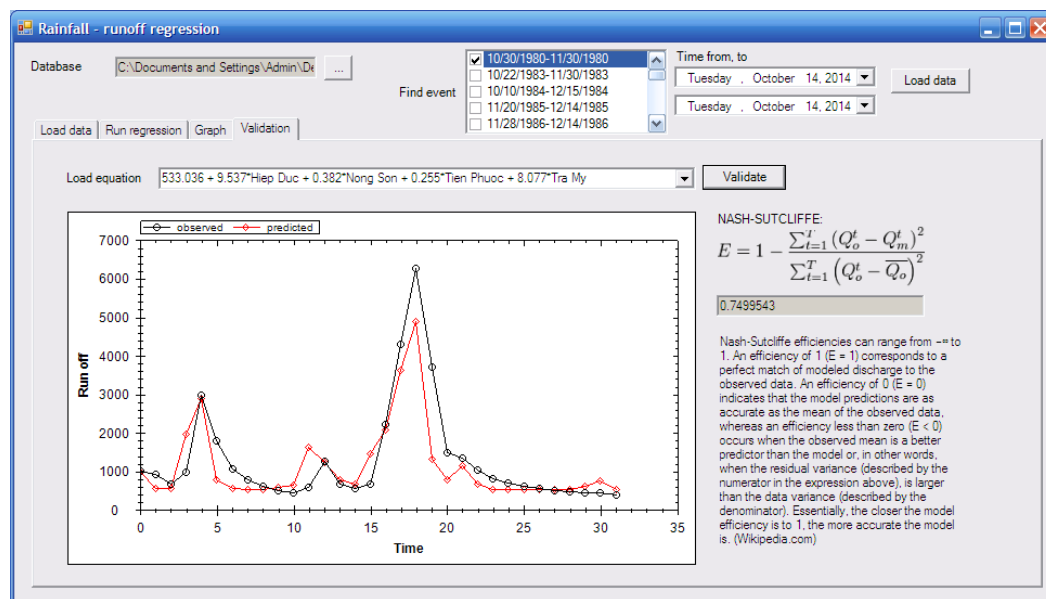 Rainfall - runoff regression
Database
C:\Documents and Settings\Admin\De
...
Find event
10/30/1980-11/30/1980
10/22/1983-11/30/1983
10/10/1984-12/15/1984
11/20/1985-12/14/1985
11/28/1986-12/14/1986
Time from, to
Tuesday , October 14, 2014
Tuesday , October 14, 2014
Load data
Load data
Run regression
Graph
Validation
Load equation
533.036 + 9.537*Hiep Duc + 0.382*Nong Son + 0.255*Tien Phuoc + 8.077*Tra My
Validate
observed predicted
7000
6000
5000
4000
3000
2000
1000
0
Run off
0 5 10 15 20 25 30 35
Time
NASH-SUTCLIFFE:
E = 1 - \frac{\sum_{t=1}^{T} (Q_o^t - Q_m^t)^2}{\sum_{t=1}^{T} (Q_o^t - \overline{Q_o})^2}
0.7499543
Nash-Sutcliffe efficiencies can range from -∞ to
1. An efficiency of 1 (E = 1) corresponds to a
perfect match of modeled discharge to the
observed data. An efficiency of 0 (E = 0)
indicates that the model predictions are as
accurate as the mean of the observed data,
whereas an efficiency less than zero (E < 0)
occurs when the observed mean is a better
predictor than the model or, in other words,
when the residual variance (described by the
numerator in the expression above), is larger
than the data variance (described by the
denominator). Essentially, the closer the model
efficiency is to 1, the more accurate the model
is. (Wikipedia.com)